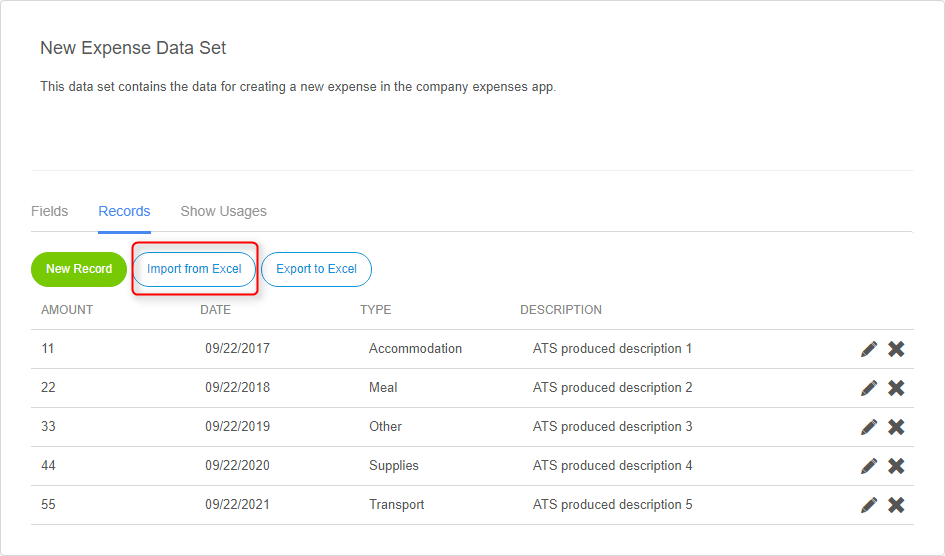 New Expense Data Set
This data set contains the data for creating a new expense in the company expenses app.
Fields Records Show Usages
New Record Import from Excel Export to Excel
AMOUNT DATE TYPE DESCRIPTION
11 09/22/2017 Accommodation ATS produced description 1
22 09/22/2018 Meal ATS produced description 2
33 09/22/2019 Other ATS produced description 3
44 09/22/2020 Supplies ATS produced description 4
55 09/22/2021 Transport ATS produced description 5